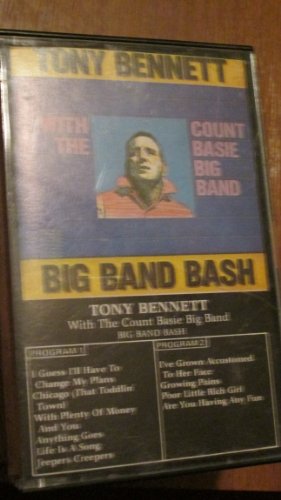 TONY BENNETT
WITH THE
COUNT BASIE BIG BAND
BIG BAND BASH
TONY BENNETT
With The Count Basie Big Band
BIG BAND BASH
PROGRAM 1
I Guess I'll Have To
Change My Plans
Chicago (That Toddlin'
Town)
With Plenty Of Money
And You
Anything Goes
Life Is A Song
Jeepers Creepers
PROGRAM 2
I've Grown Accustomed
To Her Face
Growing Pains
Poor Little Rich Girl
Are You Having Any Fun